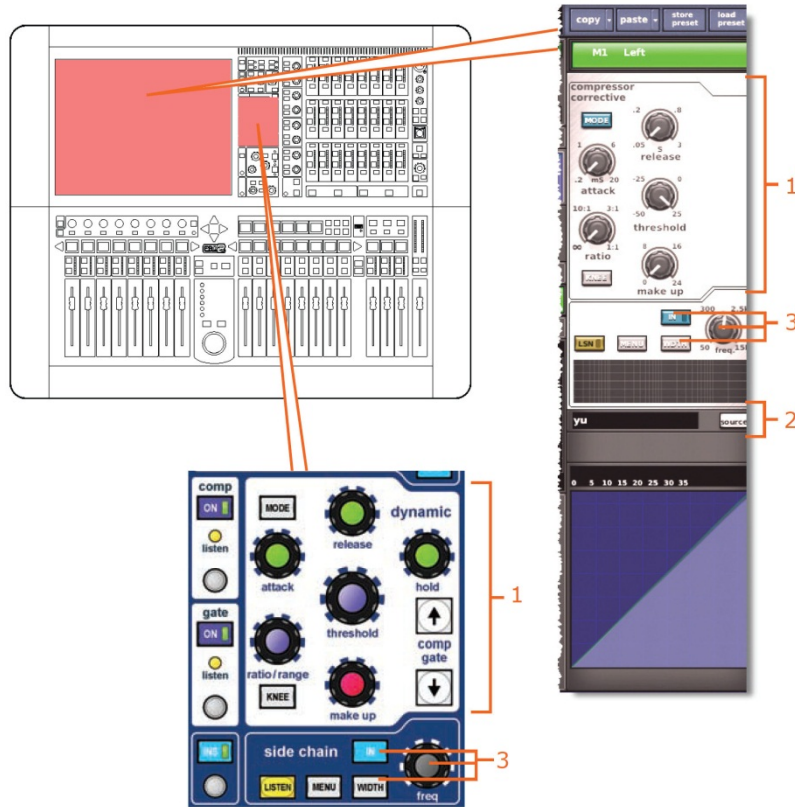 copy paste store preset load preset
M1 Left
compressor
corrective
MODE
.2 .8
.05 5 3
release
1 6
.2 mS 20
attack
-25 0
-50 25
threshold
10:1 3:1
∞ 1:1
ratio
8 16
0 24
make up
KNEE
1
IN
300 2.5
50 15
freq.
3
LSN MENU
yu source
2
0 5 10 15 20 25 30 35
comp
ON
listen
MODE
release
dynamic
attack
hold
gate
ON
listen
threshold
comp
gate
ratio/range
KNEE
make up
1
INS
side chain IN
LISTEN MENU WIDTH
freq
3